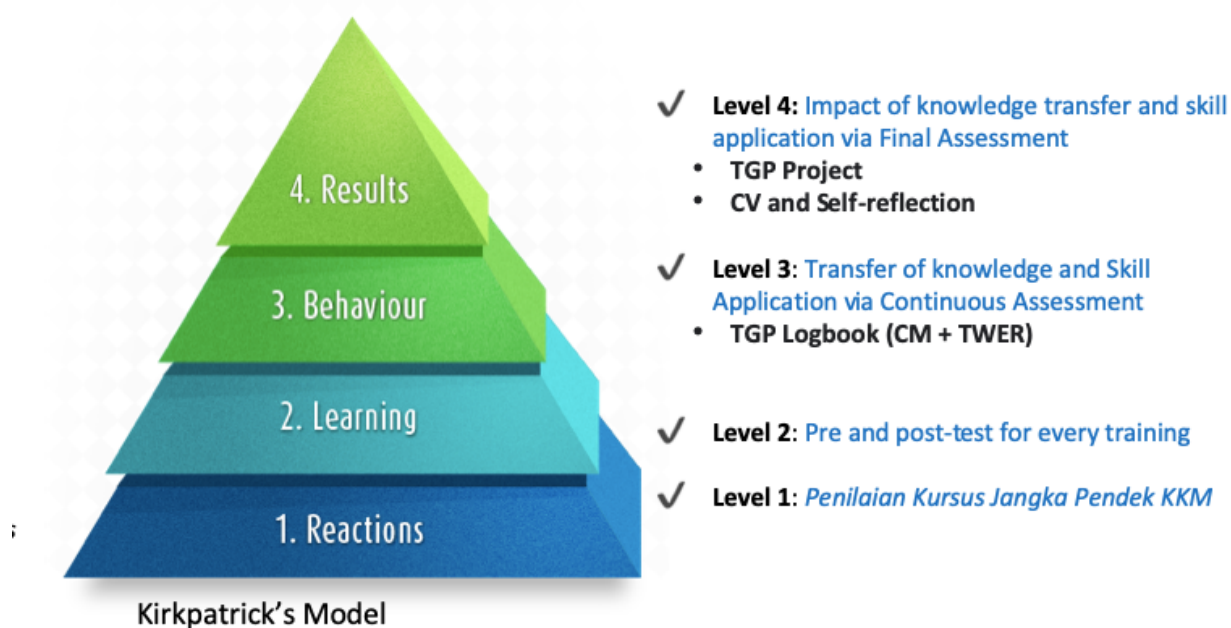 4. Results
3. Behaviour
2. Learning
1. Reactions
Kirkpatrick's Model
✓ Level 4: Impact of knowledge transfer and skill
application via Final Assessment
• TGP Project
• CV and Self-reflection
✓ Level 3: Transfer of knowledge and Skill
Application via Continuous Assessment
• TGP Logbook (CM + TWER)
✓ Level 2: Pre and post-test for every training
✓ Level 1: Penilaian Kursus Jangka Pendek KKM